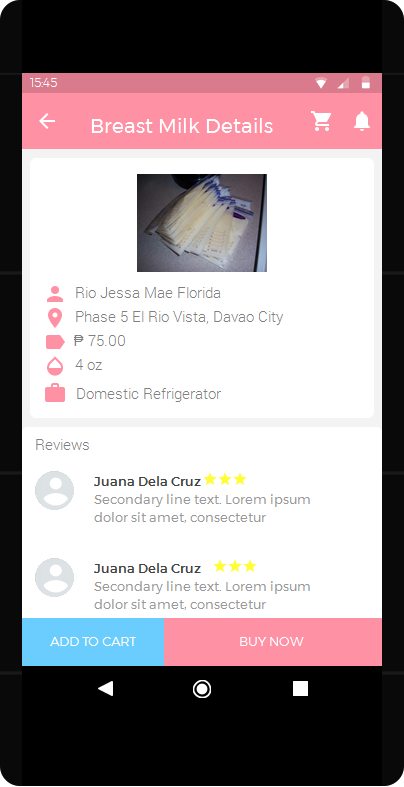 15:45
Breast Milk Details
Rio Jessa Mae Florida
Phase 5 El Rio Vista, Davao City
₱ 75.00
4 oz
Domestic Refrigerator
Reviews
Juana Dela Cruz
Secondary line text. Lorem ipsum
dolor sit amet, consectetur
Juana Dela Cruz
Secondary line text. Lorem ipsum
dolor sit amet, consectetur
ADD TO CART
BUY NOW